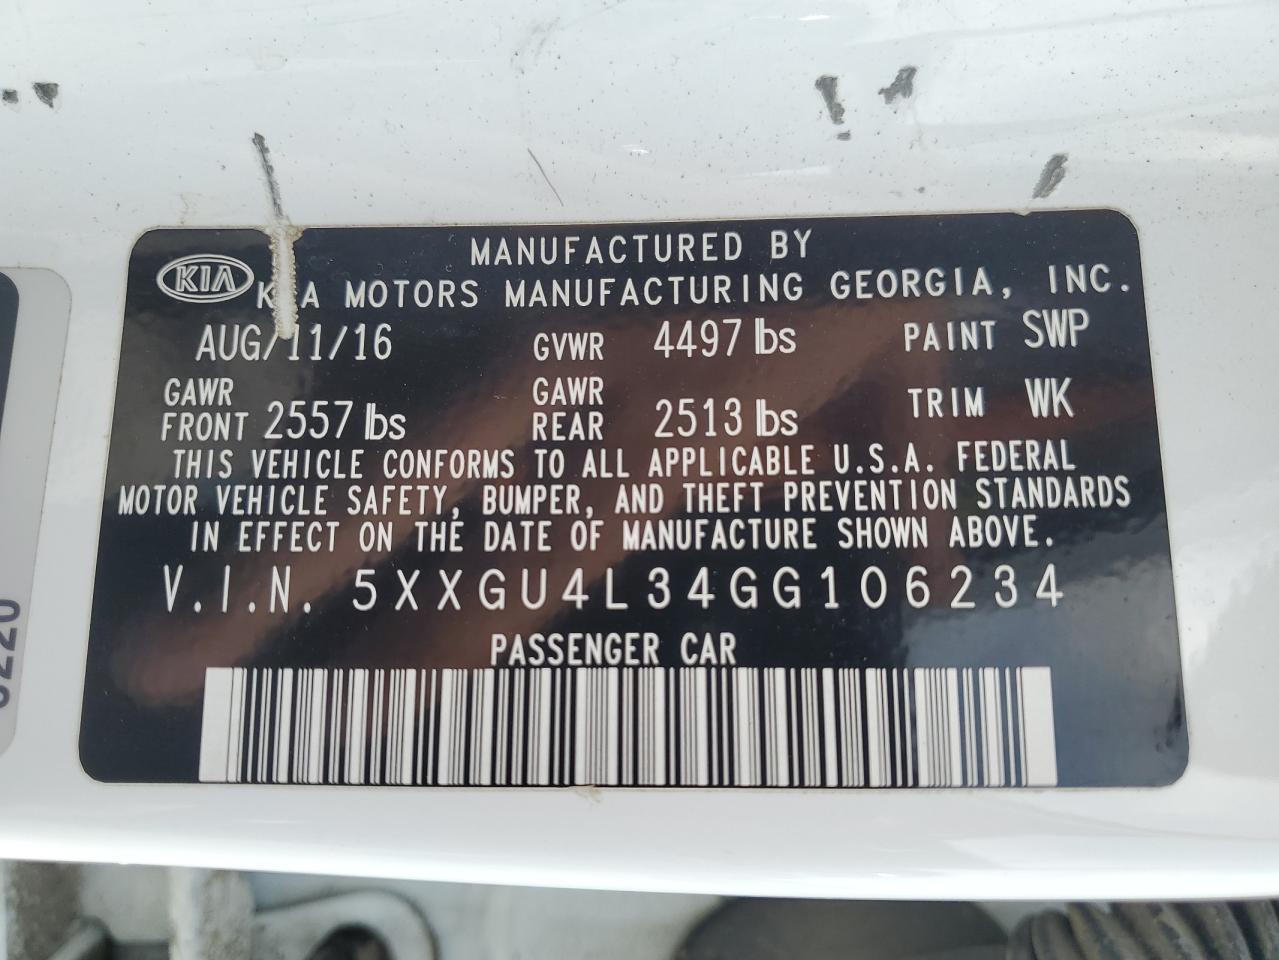 MANUFACTURED BY
KIA
KIA MOTORS MANUFACTURING GEORGIA, INC.
AUG/11/16 GVWR 4497 lbs PAINT SWP
GAWR FRONT 2557 lbs GAWR REAR 2513 lbs TRIM WK
THIS VEHICLE CONFORMS TO ALL APPLICABLE U.S.A. FEDERAL
MOTOR VEHICLE SAFETY, BUMPER, AND THEFT PREVENTION STANDARDS
IN EFFECT ON THE DATE OF MANUFACTURE SHOWN ABOVE.
V.I.N. 5XXGU4L34GG106234
PASSENGER CAR